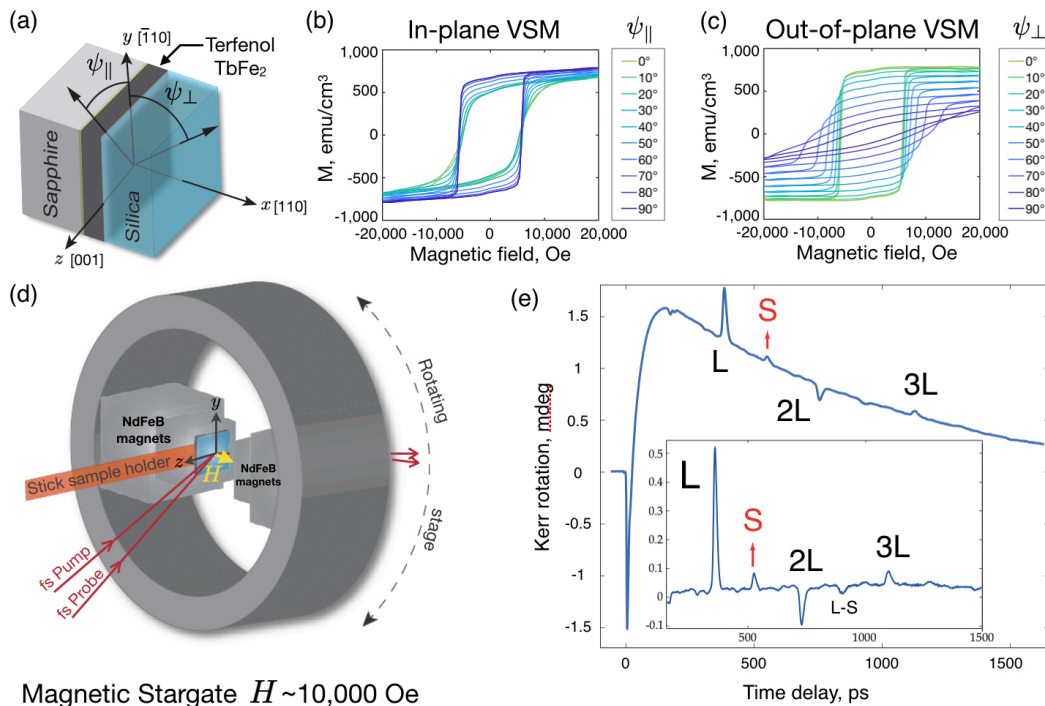 (a)
y [1̄10]
Terfenol
TbFe₂
ψ∥
ψ⊥
Sapphire
Silica
x [110]
z [001]
(b)
In-plane VSM
ψ∥
M, emu/cm³
1,000
500
0
-500
-1,000
-20,000
-10,000
0
10,000
20,000
Magnetic field, Oe
0°
10°
20°
30°
40°
60°
70°
80°
90°
(c)
Out-of-plane VSM
ψ⊥
M, emu/cm³
1,000
500
0
-500
-1,000
-20,000
-10,000
0
10,000
20,000
Magnetic field, Oe
0°
10°
20°
30°
40°
50°
60°
70°
80°
90°
(d)
NdFeB
magnets
y
z
H
NdFeB
magnets
Stick sample holder
fs Pump
fs Probe
Rotating
stage
Magnetic Stargate H ~10,000 Oe
(e)
Kerr rotation, mdeg
1.5
1
0.5
0
-0.5
-1
-1.5
L
S
2L
3L
0.5
0.4
0.3
0.2
0.1
0
-0.1
L
S
2L
L-S
3L
500
1000
1500
0
500
1000
1500
Time delay, ps